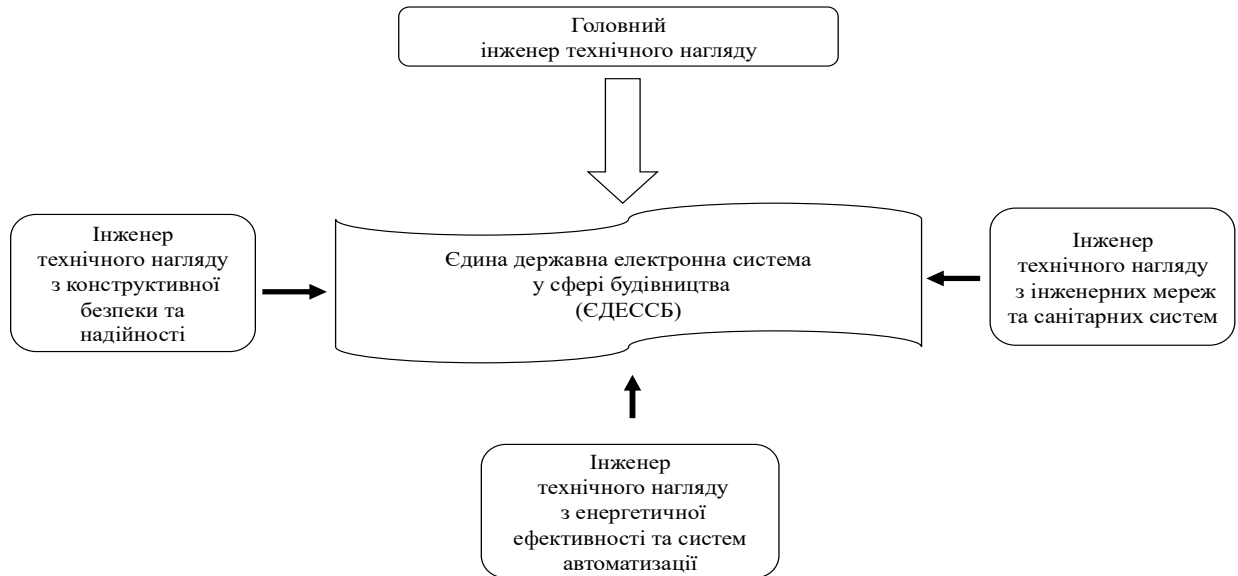 Головний
інженер технічного нагляду
Інженер
технічного нагляду
з конструктивної
безпеки та
надійності
Єдина державна електронна система
у сфері будівництва
(ЄДЕССБ)
Інженер
технічного нагляду
з інженерних мереж
та санітарних систем
Інженер
технічного нагляду
з енергетичної
ефективності та систем
автоматизації